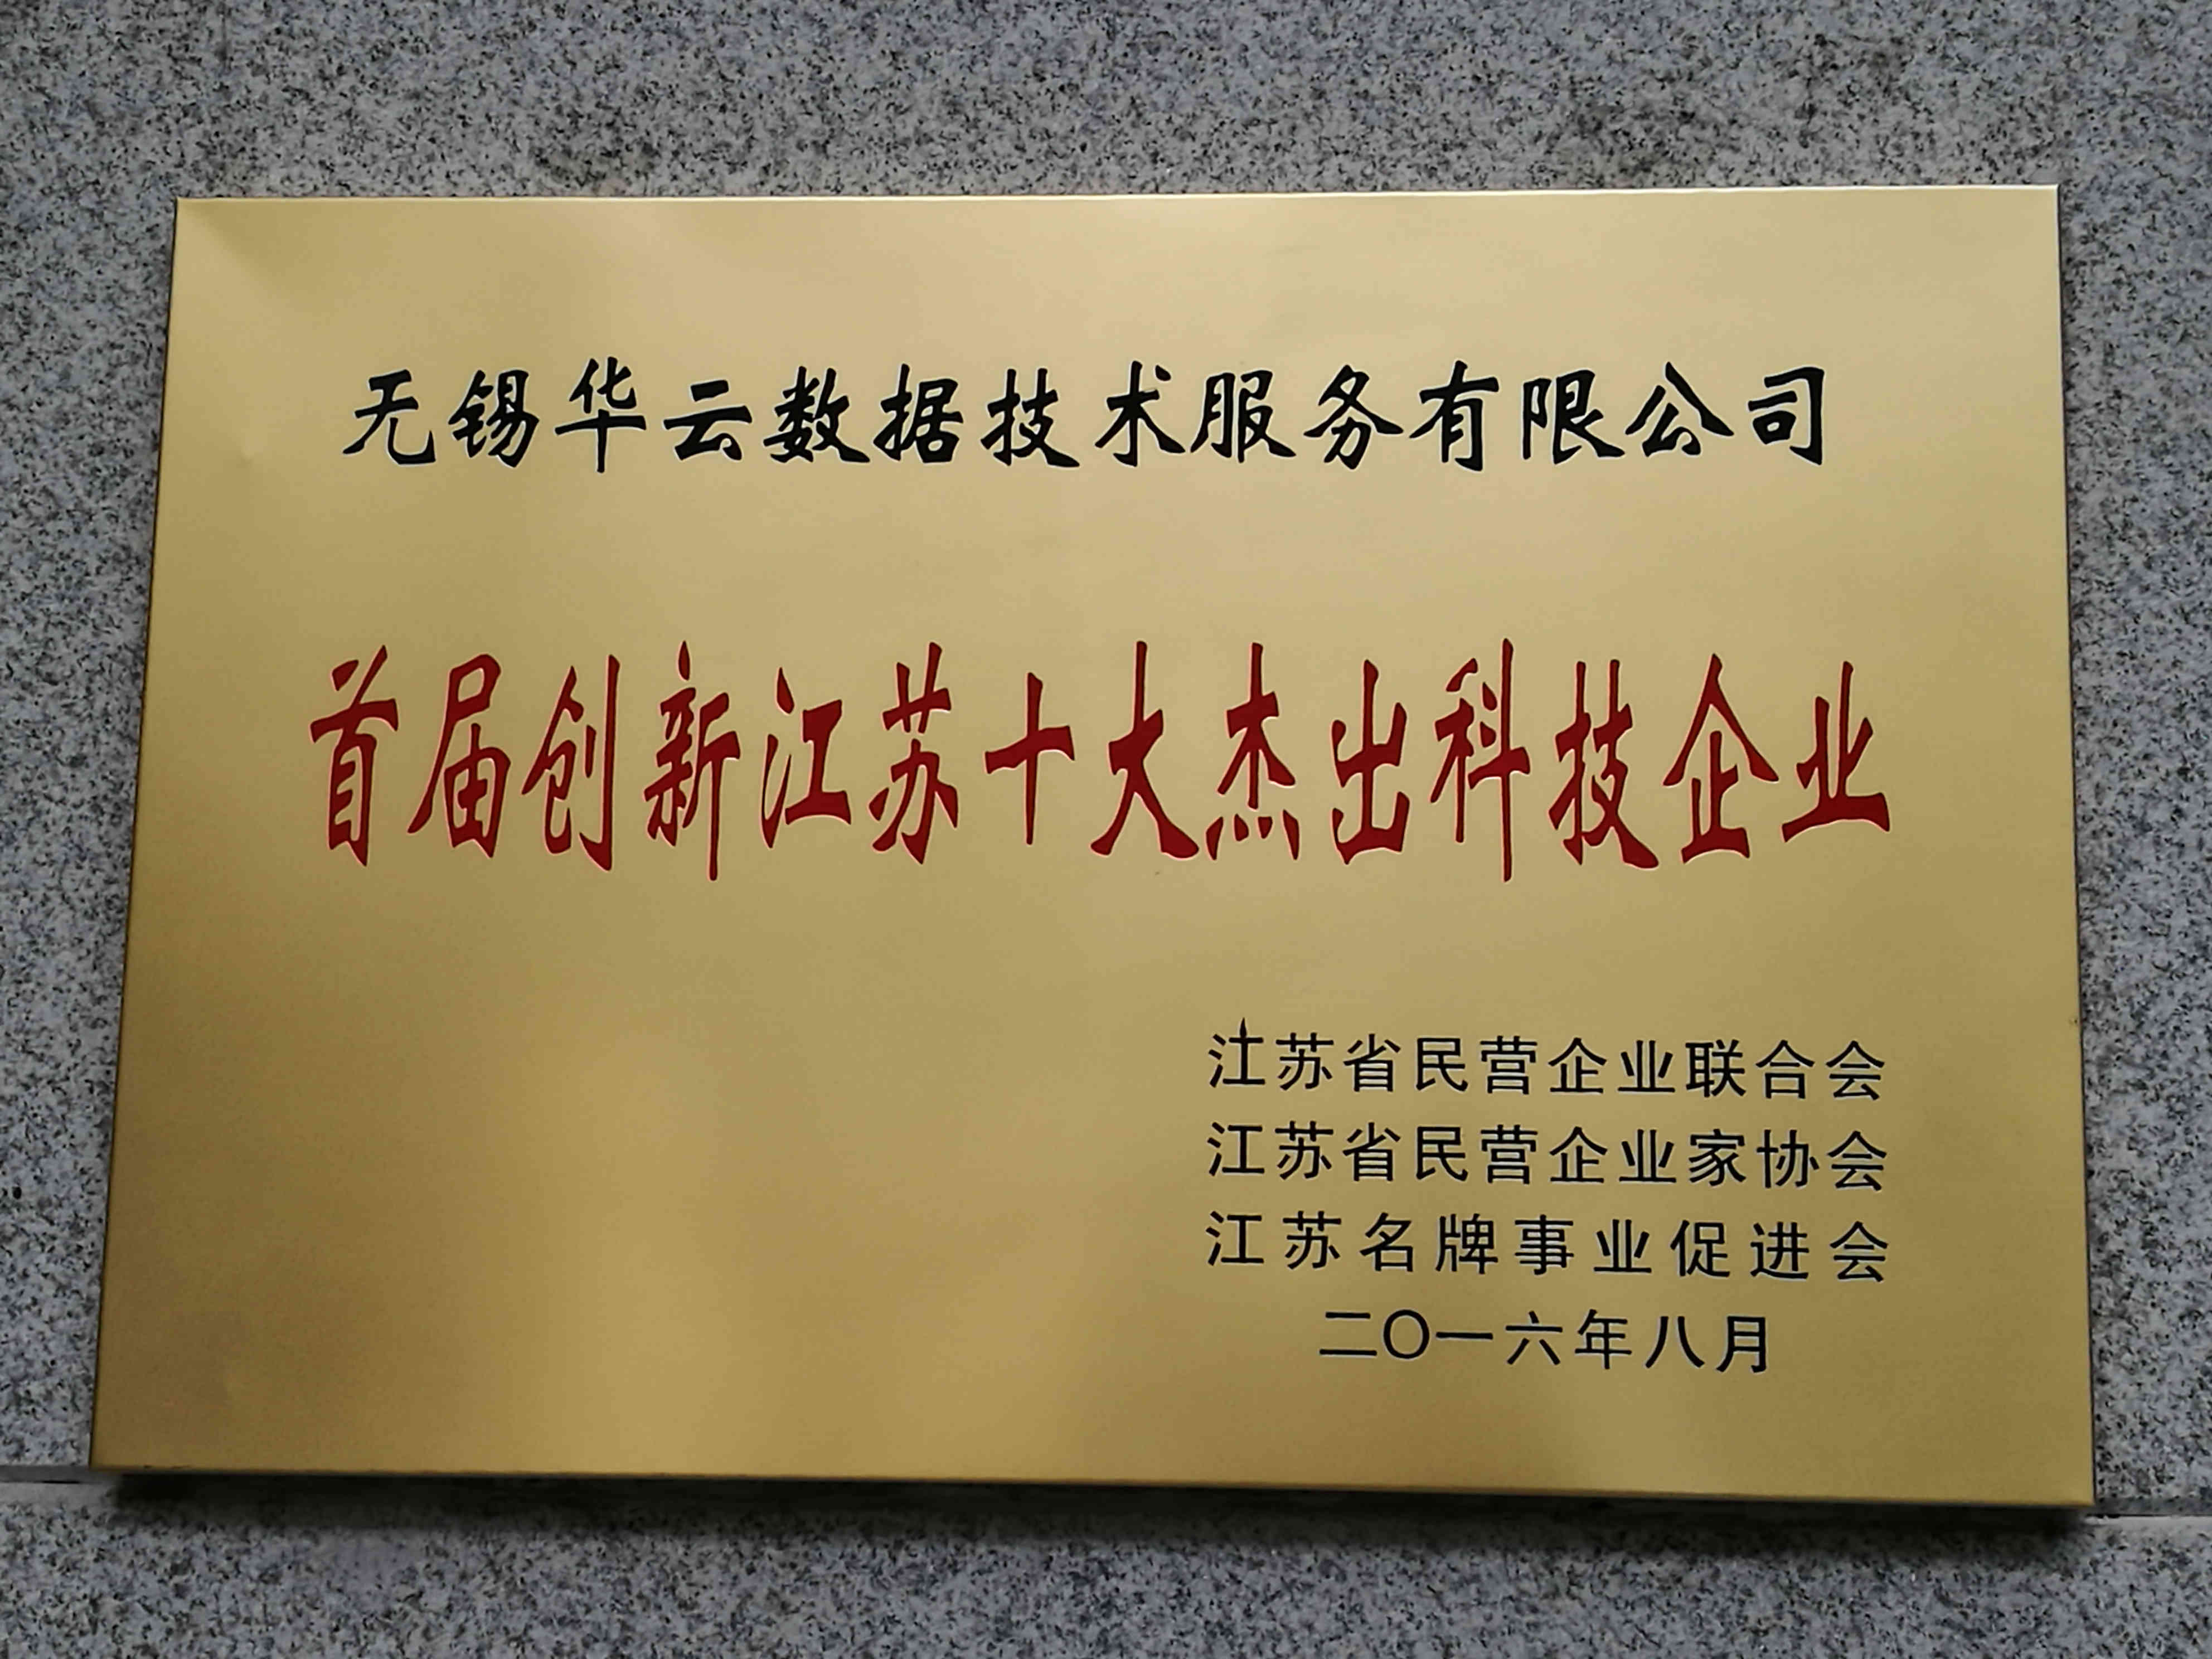 无锡华云数据技术服务有限公司
首届创新江苏十大杰出科技企业
江苏省民营企业联合会
江苏省民营企业家协会
江苏名牌事业促进会
二〇一六年八月